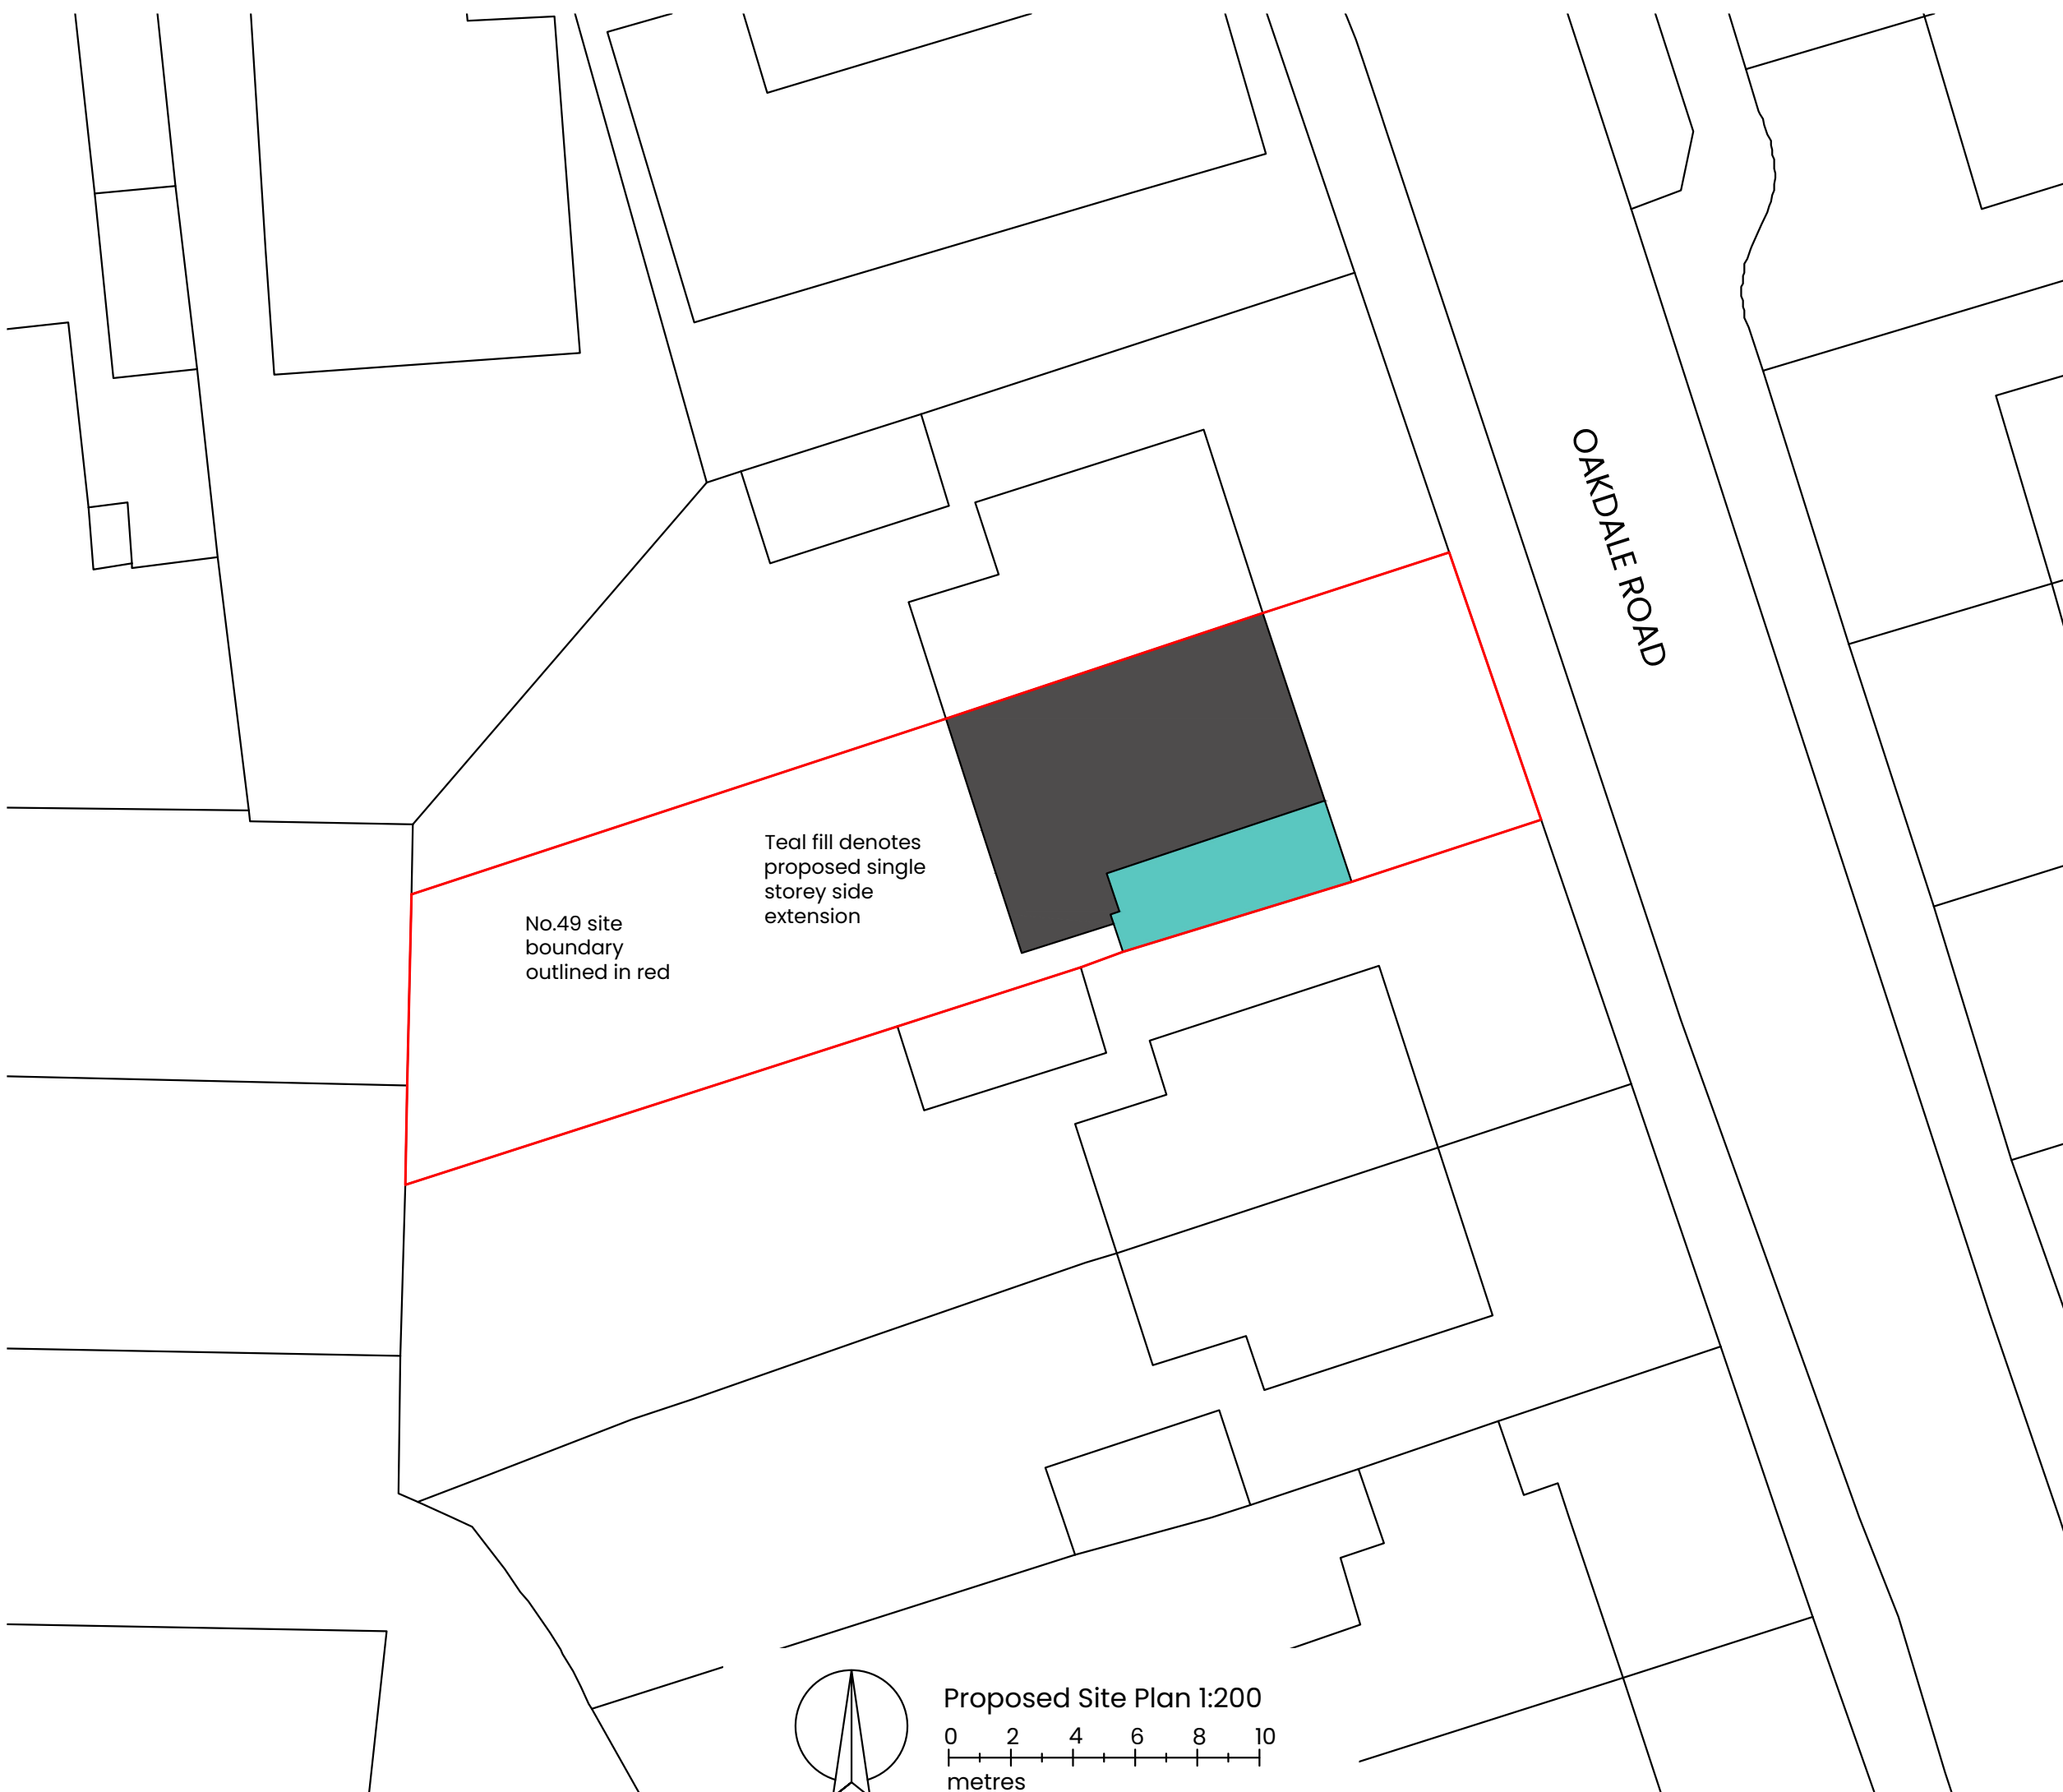 OAKDALE ROAD
Teal fill denotes
proposed single
storey side
extension
No.49 site
boundary
outlined in red
Proposed Site Plan 1:200
0 2 4 6 8 10
metres